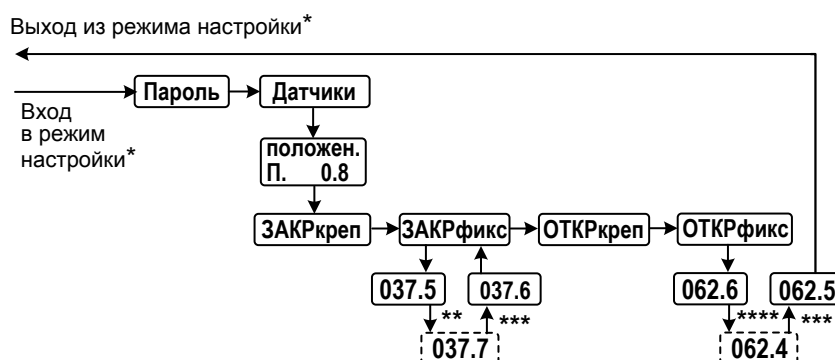 Выход из режима настройки*
Пароль
Датчики
Вход
в режим
настройки*
положен.
П. 0.8
ЗАКРкреп
ЗАКРфикс
ОТКРкреп
ОТКРфикс
037.5
037.6
062.6
062.5
**
***
****
***
037.7
062.4